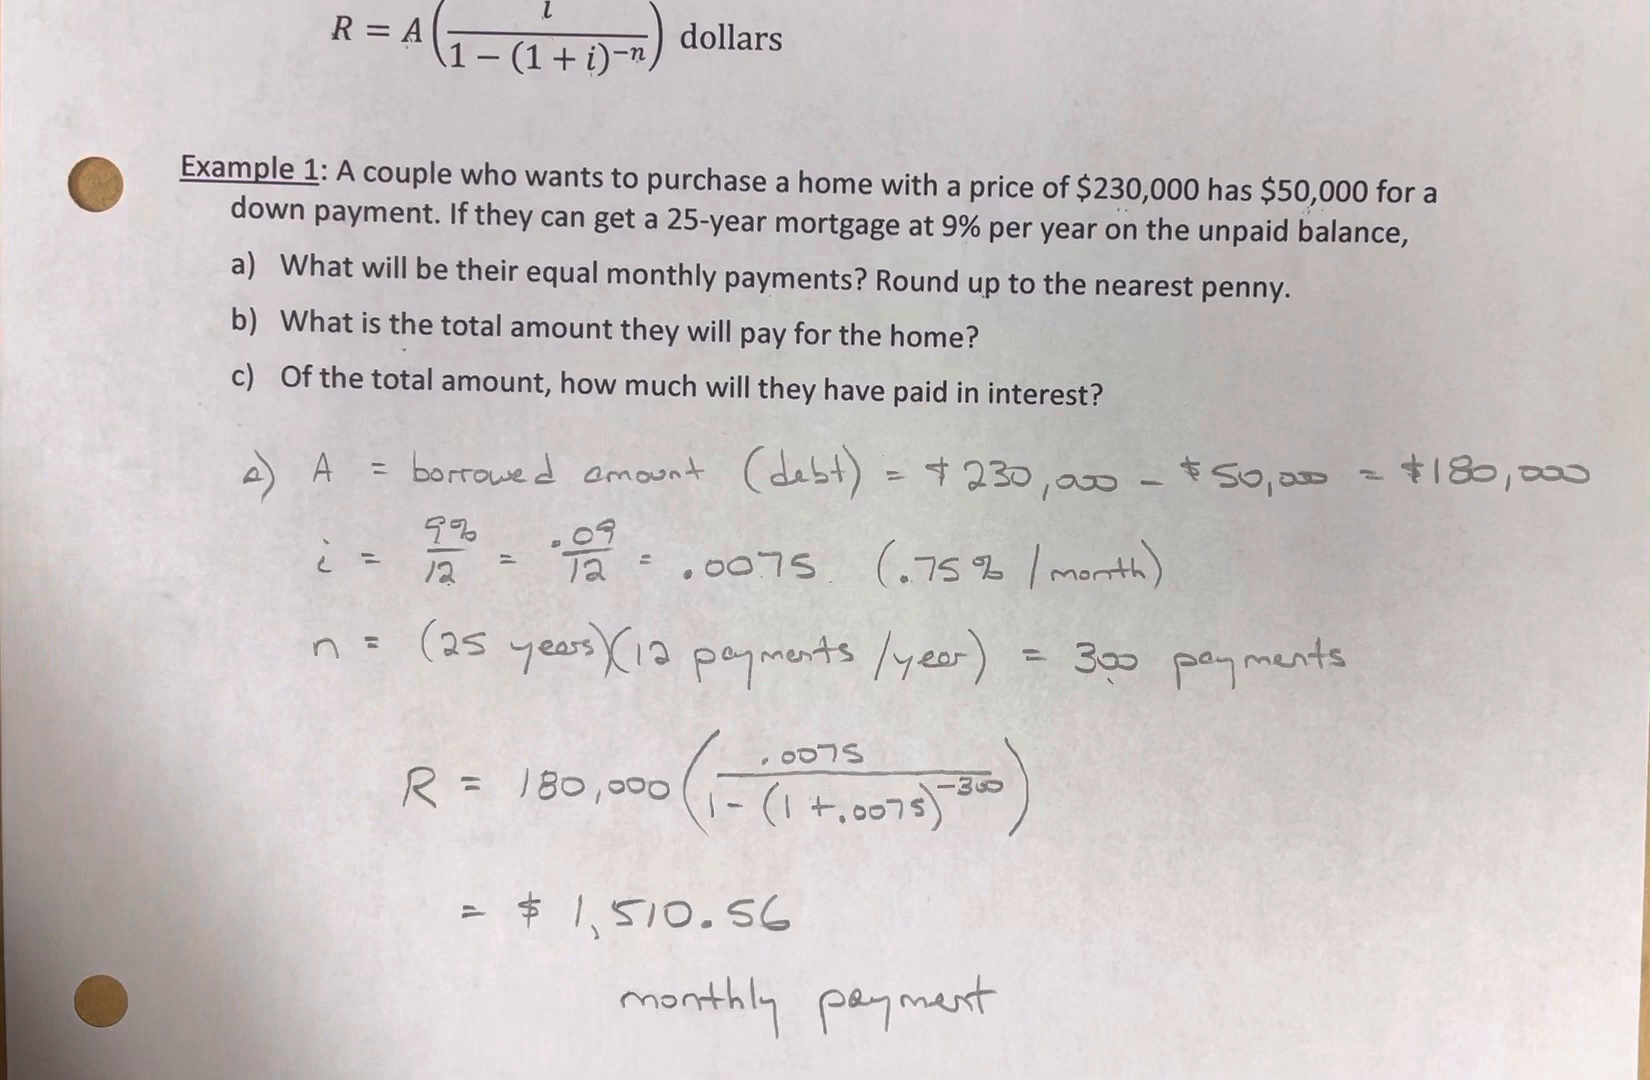 R = A ( i / 1 − (1 + i)^−n ) dollars
Example 1: A couple who wants to purchase a home with a price of $230,000 has $50,000 for a
down payment. If they can get a 25-year mortgage at 9% per year on the unpaid balance,
a) What will be their equal monthly payments? Round up to the nearest penny.
b) What is the total amount they will pay for the home?
c) Of the total amount, how much will they have paid in interest?
a) A = borrowed amount (debt) = $230,000 - $50,000 = $180,000
i = 9%/12 = .09/12 = .0075 (.75% / month)
n = (25 years)(12 payments / year) = 300 payments
R = 180,000 ( .0075 / 1 - (1 + .0075)^-300 )
= $ 1,510.56
monthly payment